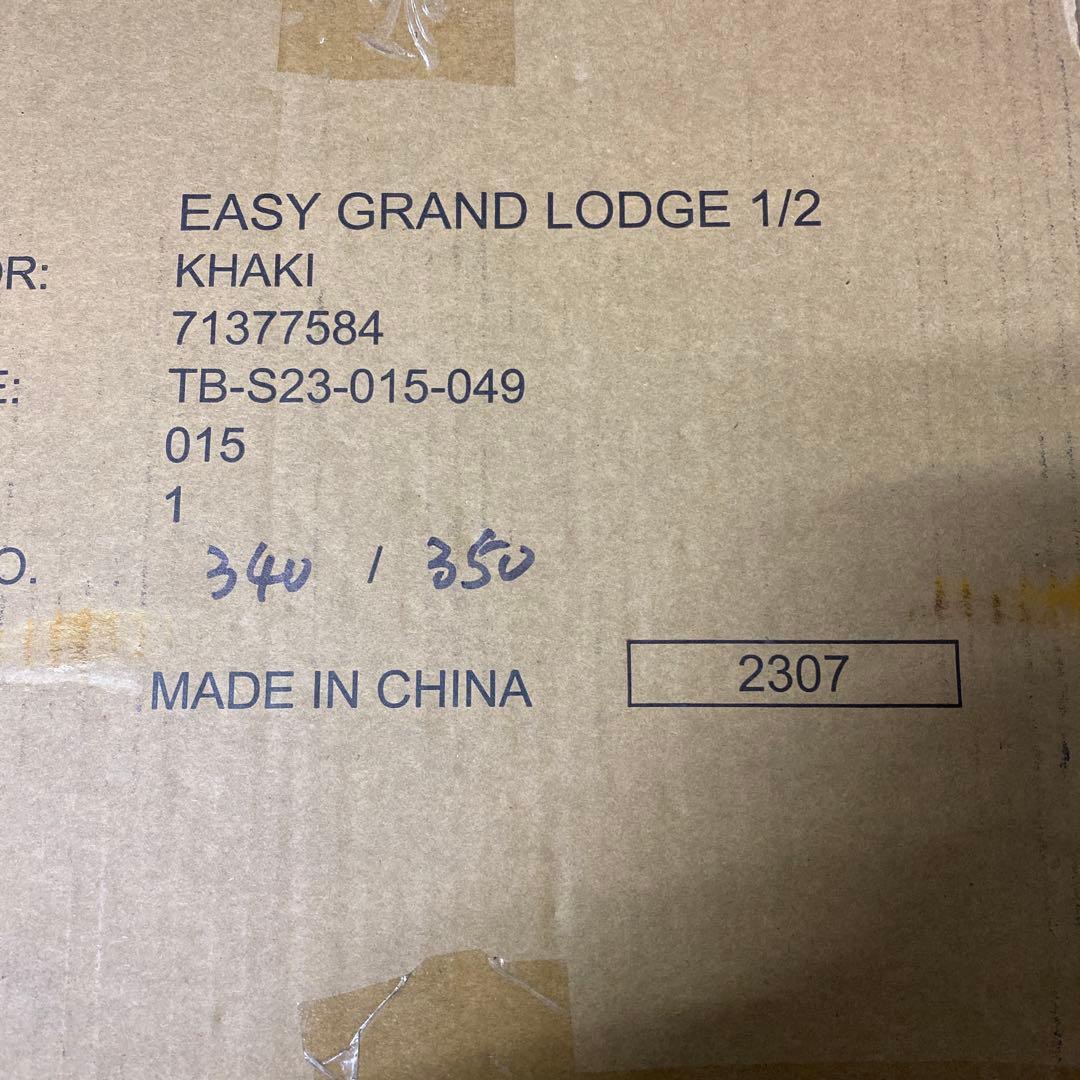 EASY GRAND LODGE 1/2
OR: KHAKI
71377584
E: TB-S23-015-049
015
1
O. 340 / 350
MADE IN CHINA 2307